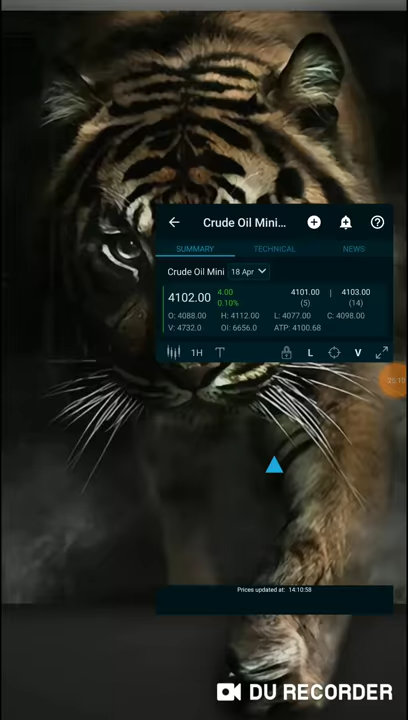 Crude Oil Mini...
SUMMARY TECHNICAL NEWS
Crude Oil Mini 18 Apr
4102.00 4.00 4101.00 | 4103.00
0.10% (5) (14)
O: 4088.00 H: 4112.00 L: 4077.00 C: 4098.00
V: 4732.0 OI: 6656.0 ATP: 4100.68
1H T L V
25:10
Prices updated at: 14:10:58
DU RECORDER